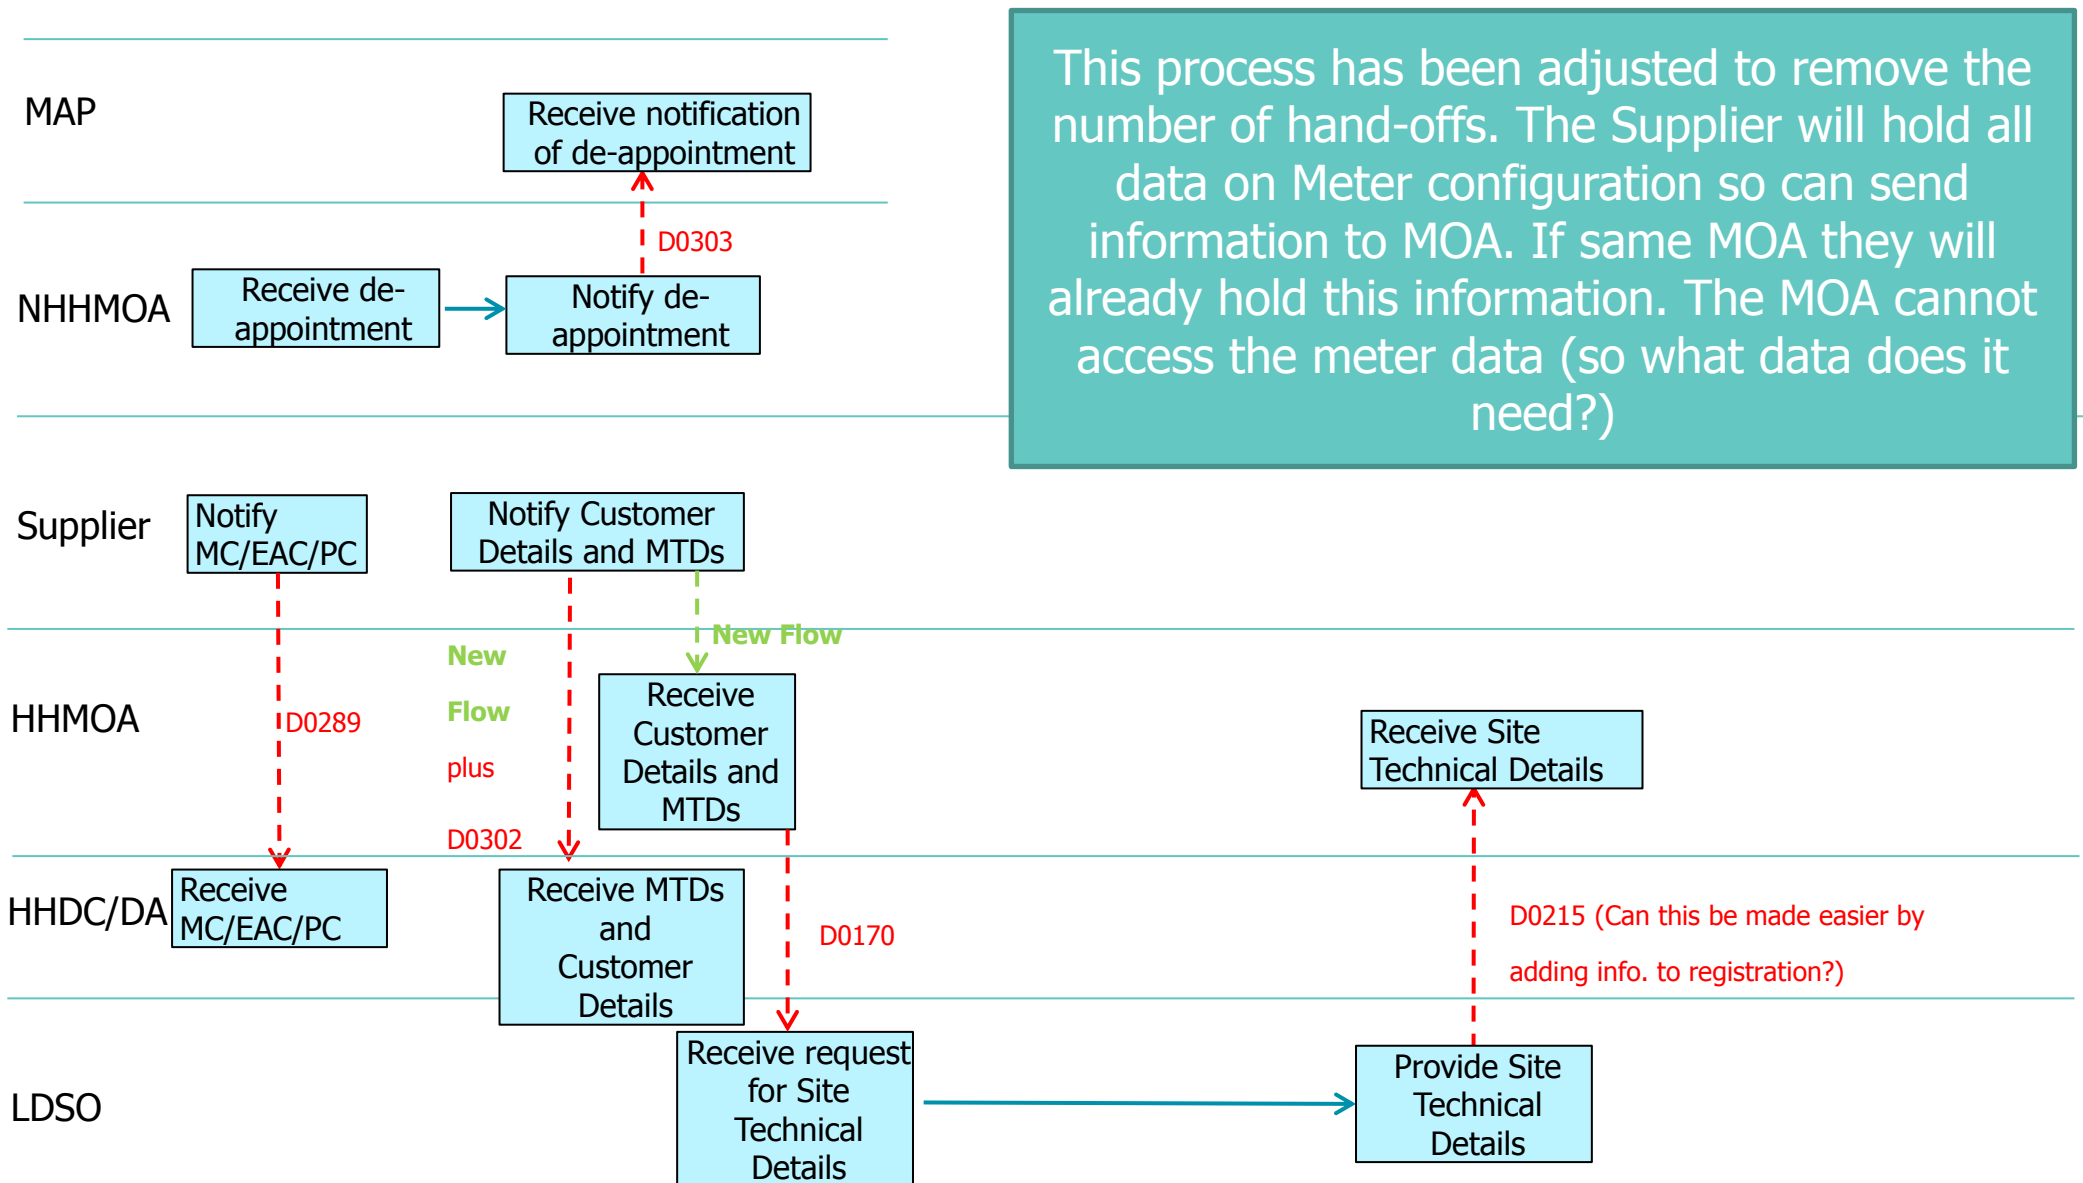 This process has been adjusted to remove the
number of hand-offs. The Supplier will hold all
data on Meter configuration so can send
information to MOA. If same MOA they will
already hold this information. The MOA cannot
access the meter data (so what data does it
need?)
MAP
Receive notification
of de-appointment
D0303
NHHMOA
Receive de-
appointment
Notify de-
appointment
Supplier
Notify
MC/EAC/PC
Notify Customer
Details and MTDs
New Flow
New
Flow
plus
D0302
HHMOA
D0289
Receive
Customer
Details and
MTDs
Receive Site
Technical Details
HHDC/DA
Receive
MC/EAC/PC
Receive MTDs
and
Customer
Details
D0170
D0215 (Can this be made easier by
adding info. to registration?)
LDSO
Receive request
for Site
Technical
Details
Provide Site
Technical
Details